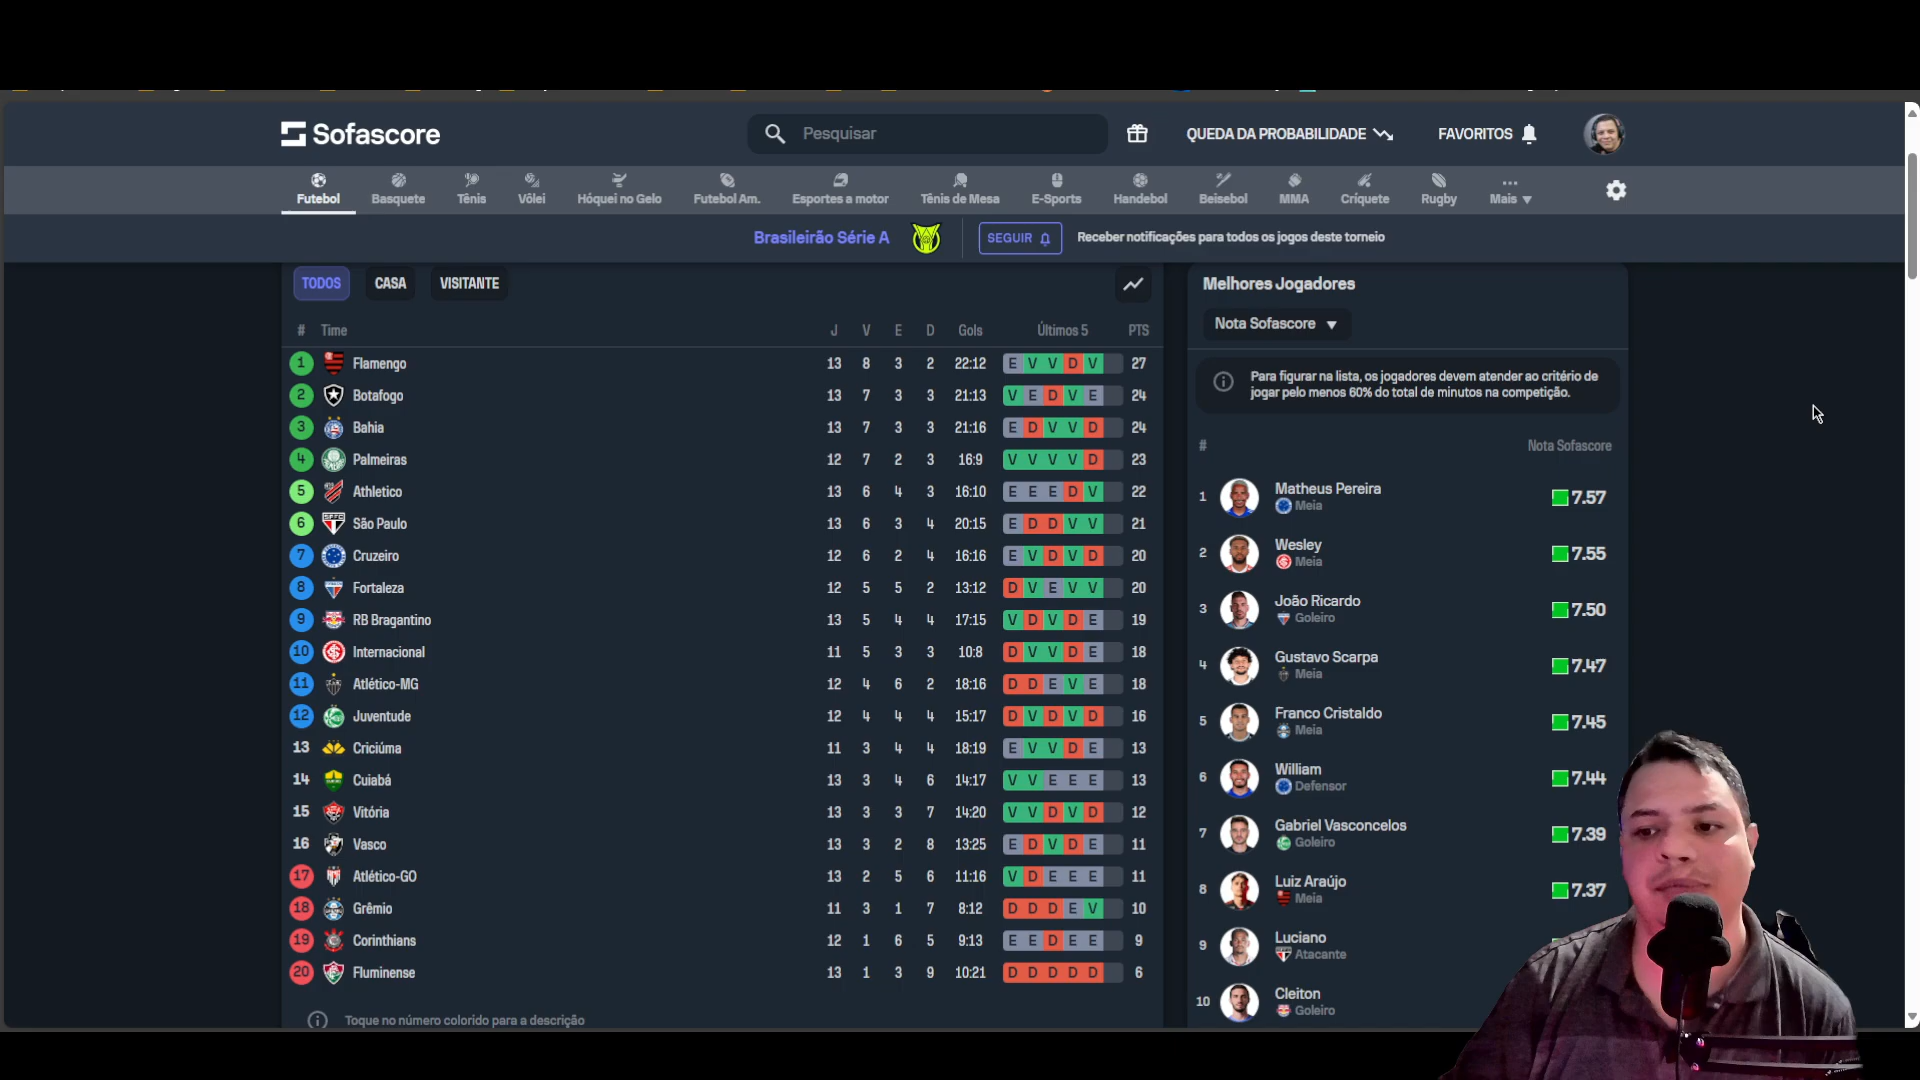 Sofascore
Pesquisar
QUEDA DA PROBABILIDADE
FAVORITOS
Futebol Basquete Tênis Vôlei Hóquei no Gelo Futebol Am. Esportes a motor Tênis de Mesa E-Sports Handebol Beisebol MMA Críquete Rugby Mais
Brasileirão Série A
SEGUIR
Receber notificações para todos os jogos deste torneio
TODOS CASA VISITANTE
# Time J V E D Gols Últimos 5 PTS
1 Flamengo 13 8 3 2 22:12 E V V D V 27
2 Botafogo 13 7 3 3 21:13 V E D V E 24
3 Bahia 13 7 3 3 21:16 E D V V D 24
4 Palmeiras 12 7 2 3 16:9 V V V V D 23
5 Athletico 13 6 4 3 16:10 E E E D V 22
6 São Paulo 13 6 3 4 20:15 E D D V V 21
7 Cruzeiro 12 6 2 4 16:16 E V D V D 20
8 Fortaleza 12 5 5 2 13:12 D V E V V 20
9 RB Bragantino 13 5 4 4 17:15 V D V D E 19
10 Internacional 11 5 3 3 10:8 D V V D E 18
11 Atlético-MG 12 4 6 2 18:16 D D E V E 18
12 Juventude 12 4 4 4 15:17 D V D V D 16
13 Criciúma 11 3 4 4 18:19 E V V D E 13
14 Cuiabá 13 3 4 6 14:17 V V E E E 13
15 Vitória 13 3 3 7 14:20 V V D V D 12
16 Vasco 13 3 2 8 13:25 E D V D E 11
17 Atlético-GO 13 2 5 6 11:16 V D E E E 11
18 Grêmio 11 3 1 7 8:12 D D D E V 10
19 Corinthians 12 1 6 5 9:13 E E D E E 9
20 Fluminense 13 1 3 9 10:21 D D D D D 6
Toque no número colorido para a descrição
Melhores Jogadores
Nota Sofascore
Para figurar na lista, os jogadores devem atender ao critério de
jogar pelo menos 60% do total de minutos na competição.
# Nota Sofascore
1 Matheus Pereira 7.57
Meia
2 Wesley 7.55
Meia
3 João Ricardo 7.50
Goleiro
4 Gustavo Scarpa 7.47
Meia
5 Franco Cristaldo 7.45
Meia
6 William 7.44
Defensor
7 Gabriel Vasconcelos 7.39
Goleiro
8 Luiz Araújo 7.37
Meia
9 Luciano
Atacante
10 Cleiton
Goleiro